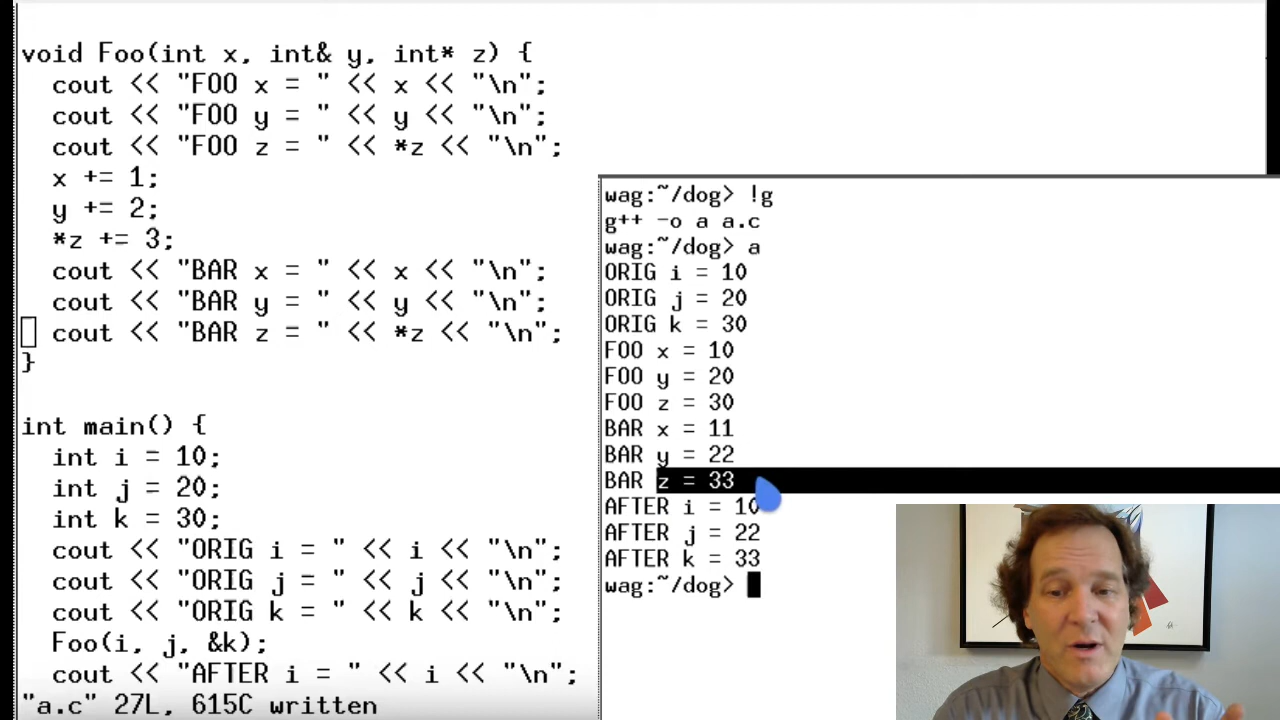 void Foo(int x, int& y, int* z) {
  cout << "FOO x = " << x << "\n";
  cout << "FOO y = " << y << "\n";
  cout << "FOO z = " << *z << "\n";
  x += 1;
  y += 2;
  *z += 3;
  cout << "BAR x = " << x << "\n";
  cout << "BAR y = " << y << "\n";
  cout << "BAR z = " << *z << "\n";
}
int main() {
  int i = 10;
  int j = 20;
  int k = 30;
  cout << "ORIG i = " << i << "\n";
  cout << "ORIG j = " << j << "\n";
  cout << "ORIG k = " << k << "\n";
  Foo(i, j, &k);
  cout << "AFTER i = " << i << "\n";
"a.c" 27L, 615C written
wag:~/dog> !g
g++ -o a a.c
wag:~/dog> a
ORIG i = 10
ORIG j = 20
ORIG k = 30
FOO x = 10
FOO y = 20
FOO z = 30
BAR x = 11
BAR y = 22
BAR z = 33
AFTER i = 10
AFTER j = 22
AFTER k = 33
wag:~/dog>